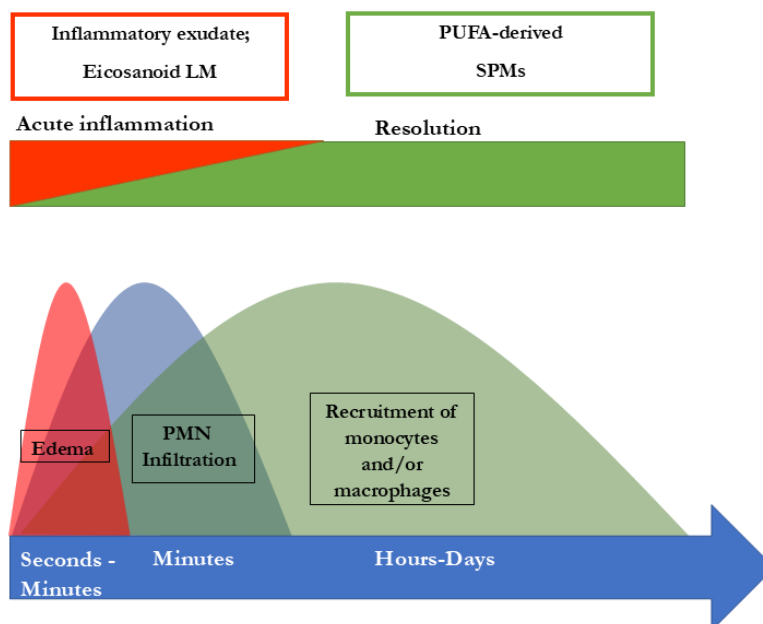 Inflammatory exudate;
Eicosanoid LM
PUFA-derived
SPMs
Acute inflammation
Resolution
Edema
PMN
Infiltration
Recruitment of
monocytes
and/or
macrophages
Seconds -
Minutes
Minutes
Hours-Days